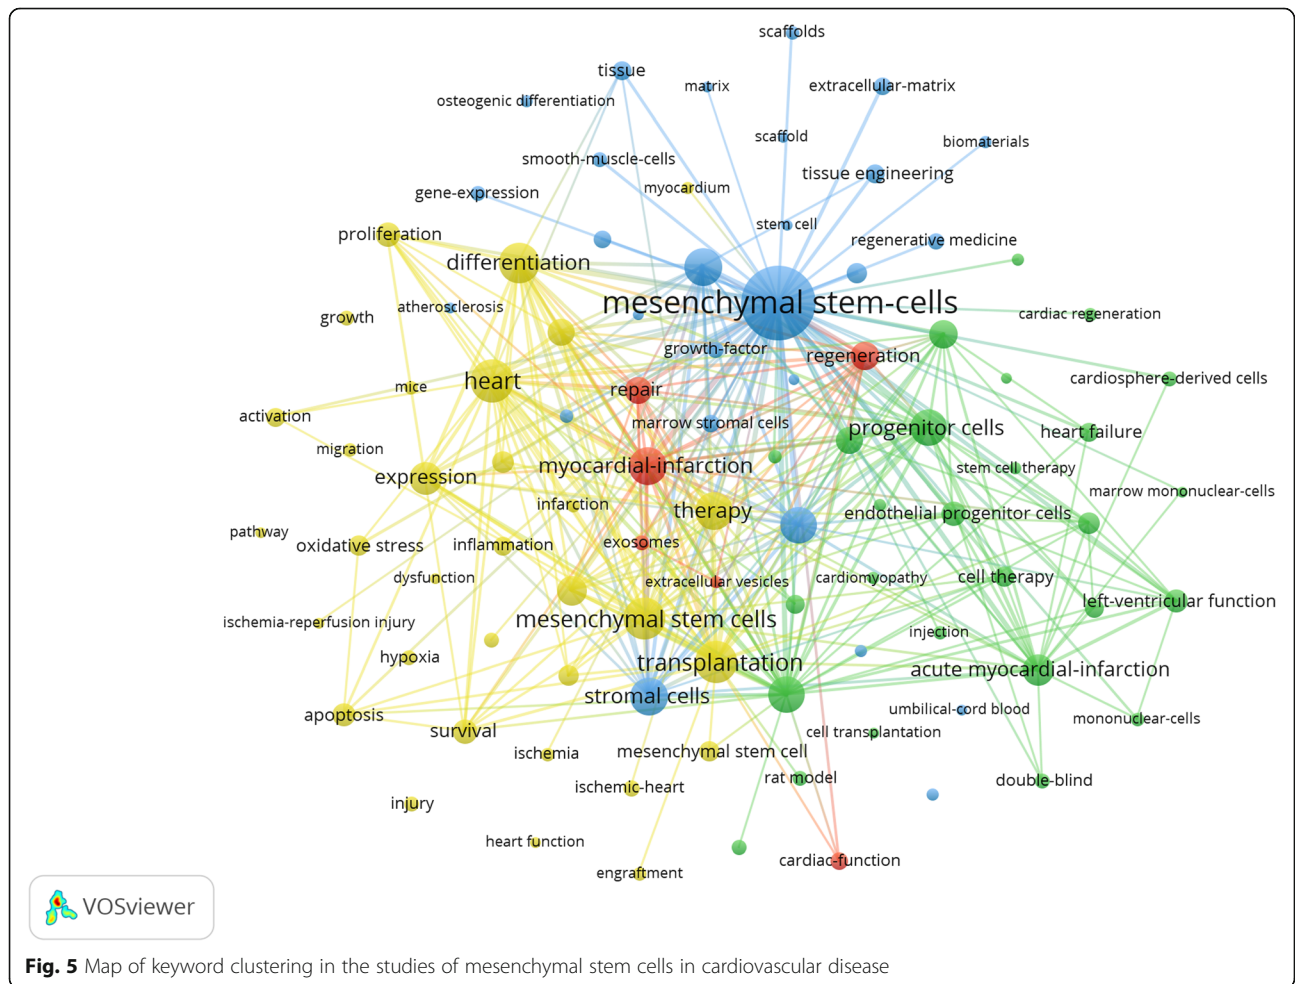 scaffolds
tissue
matrix
extracellular-matrix
osteogenic differentiation
scaffold
biomaterials
smooth-muscle-cells
tissue engineering
gene-expression
myocardium
stem cell
proliferation
regenerative medicine
differentiation
mesenchymal stem-cells
atherosclerosis
growth
cardiac regeneration
growth-factor
regeneration
heart
mice
repair
cardiosphere-derived cells
activation
marrow stromal cells
progenitor cells
heart failure
migration
myocardial-infarction
stem cell therapy
expression
marrow mononuclear-cells
infarction
therapy
endothelial progenitor cells
pathway
oxidative stress
inflammation
exosomes
dysfunction
extracellular vesicles
cardiomyopathy
cell therapy
left-ventricular function
ischemia-reperfusion injury
mesenchymal stem cells
injection
hypoxia
transplantation
acute myocardial-infarction
stromal cells
apoptosis
umbilical-cord blood
mononuclear-cells
survival
cell transplantation
ischemia
mesenchymal stem cell
rat model
double-blind
ischemic-heart
injury
heart function
cardiac-function
engraftment
VOSviewer
Fig. 5 Map of keyword clustering in the studies of mesenchymal stem cells in cardiovascular disease